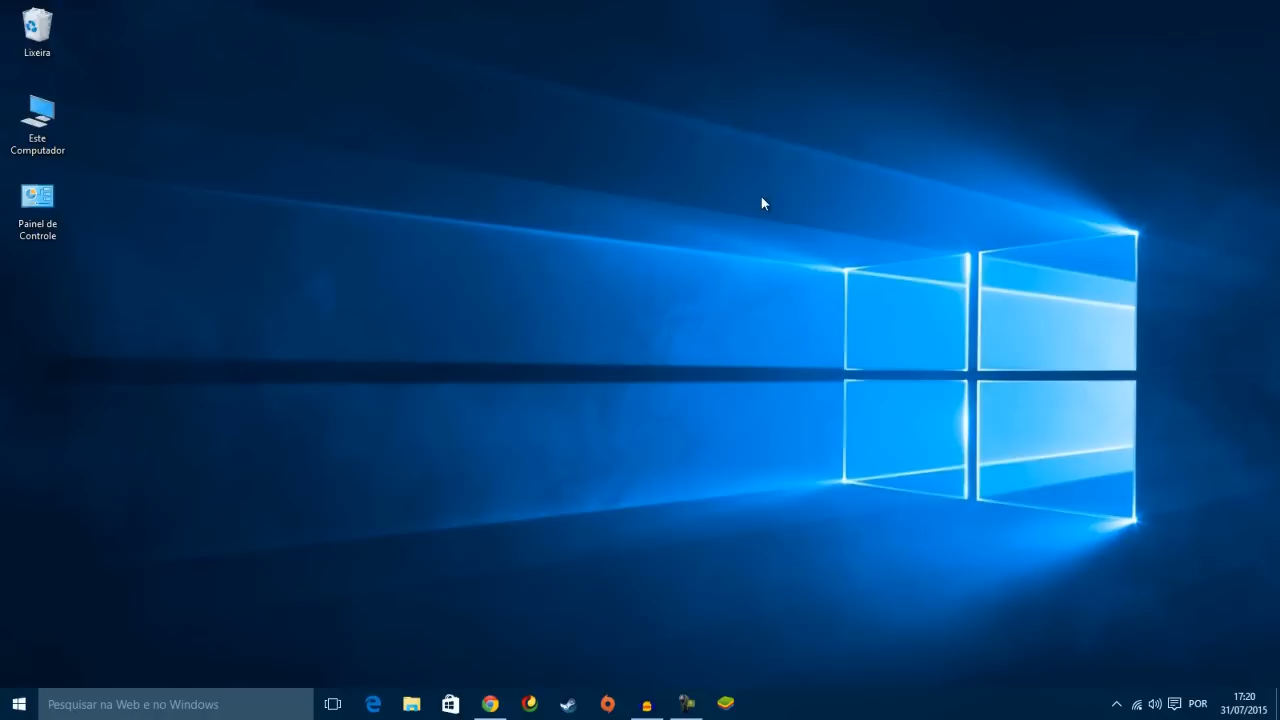 Lixeira
Este
Computador
Painel de
Controle
Pesquisar na Web e no Windows
POR
17:20
31/07/2015